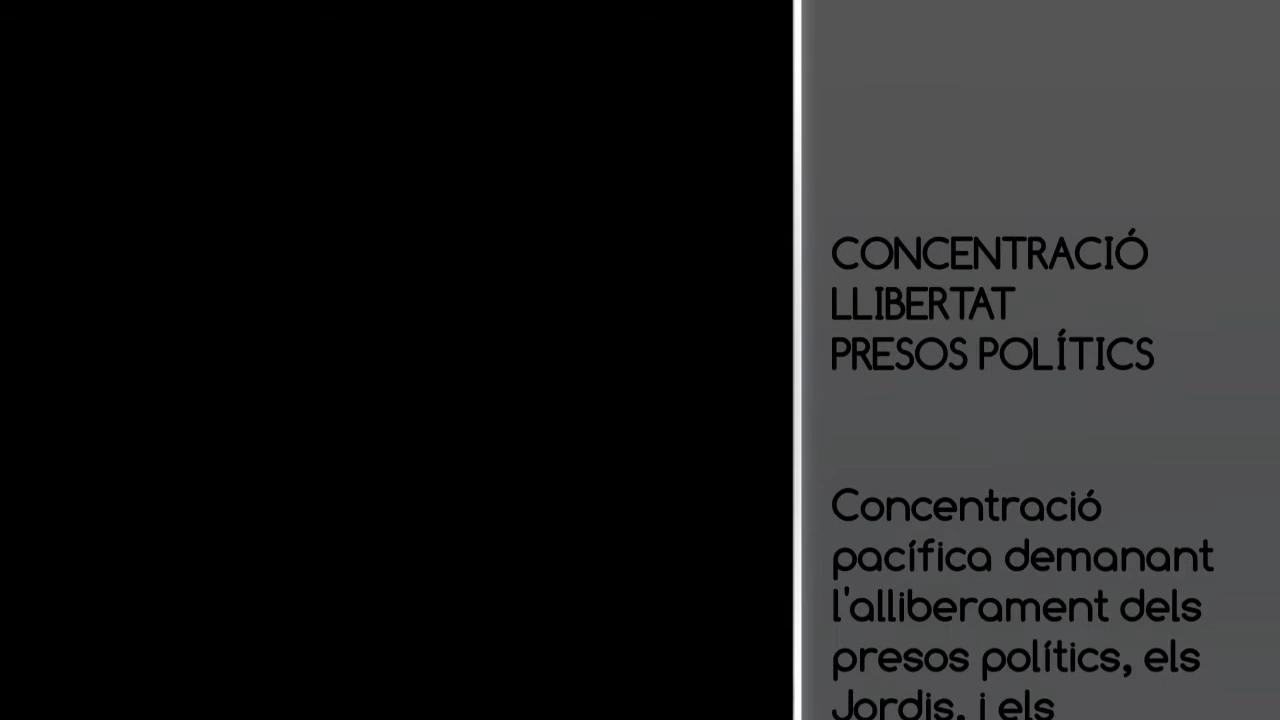 CONCENTRACIÓ
LLIBERTAT
PRESOS POLÍTICS
Concentració
pacífica demanant
l'alliberament dels
presos polítics, els
Jordis, i els